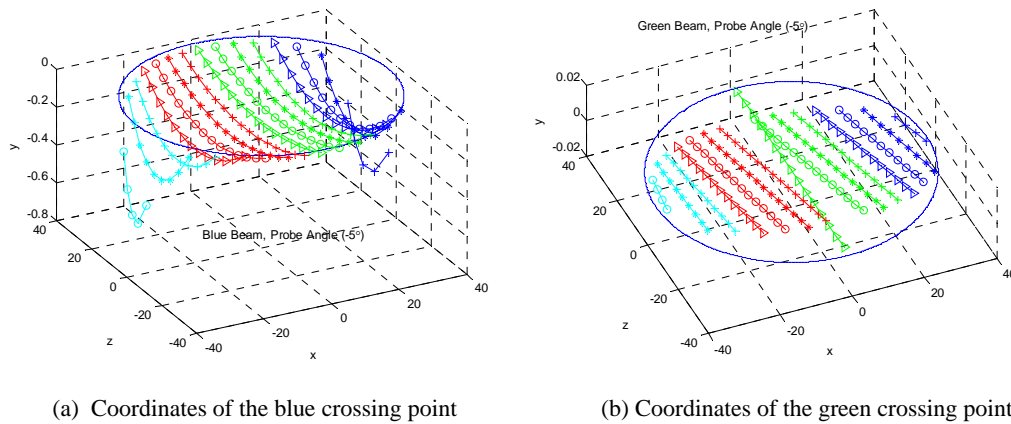 0
-0.2
y
-0.4
-0.6
-0.8
40
20
0
z
-20
-40
-40
-20
x
0
20
40
Blue Beam, Probe Angle (-5°)
Green Beam, Probe Angle (-5°)
0.02
y
0
-0.02
40
20
0
z
-20
-40
-40
-20
x
0
20
40
(a) Coordinates of the blue crossing point
(b) Coordinates of the green crossing point